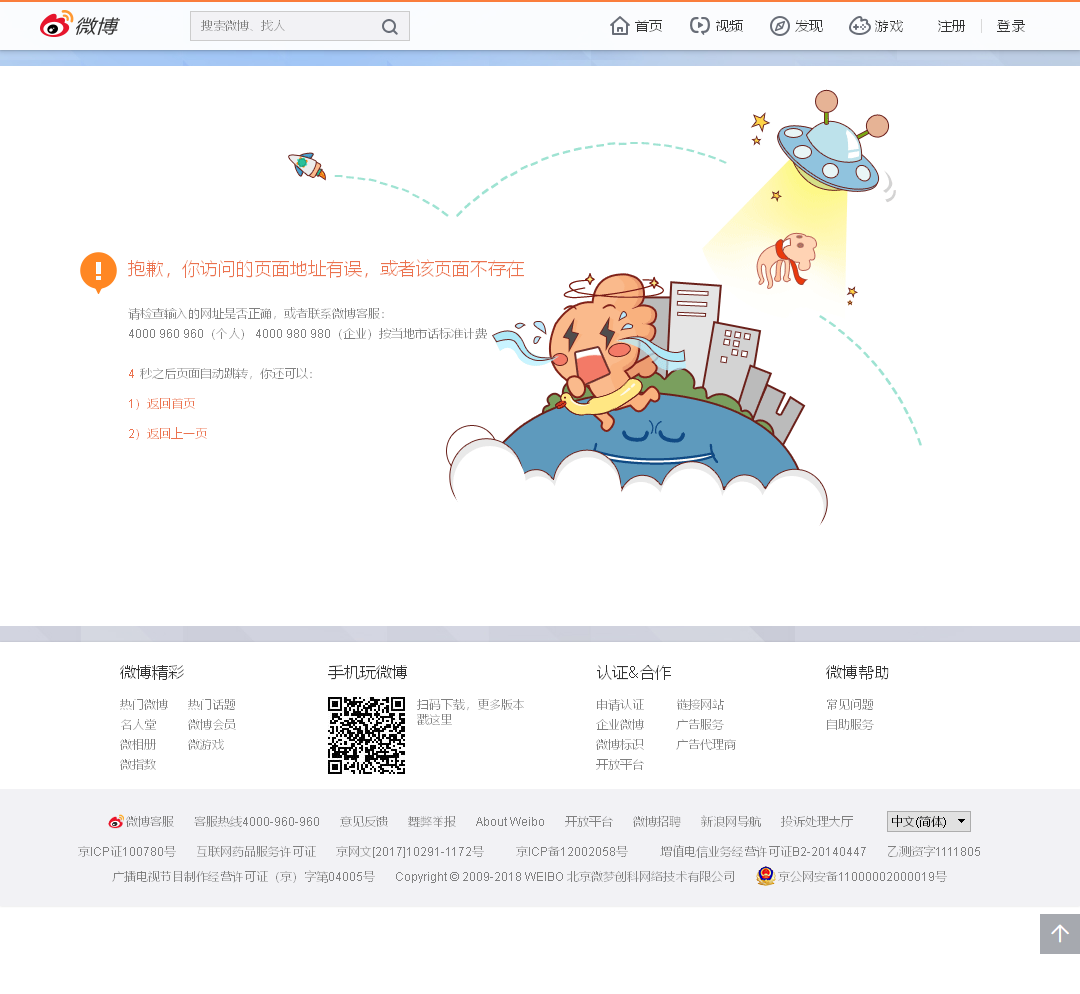 微博
搜索微博、找人
首页 视频 发现 游戏 注册 登录
抱歉，你访问的页面地址有误，或者该页面不存在
请检查输入的网址是否正确，或者联系微博客服：
4000 960 960（个人） 4000 980 980（企业）按当地市话标准计费
4 秒之后页面自动跳转，你还可以：
1）返回首页
2）返回上一页
微博精彩 手机玩微博 认证&合作 微博帮助
热门微博 热门话题 扫码下载，更多版本 申请认证 链接网站 常见问题
戳这里
名人堂 微博会员 企业微博 广告服务 自助服务
微相册 微游戏 微博标识 广告代理商
微指数 开放平台
微博客服 客服热线4000-960-960 意见反馈 舞弊举报 About Weibo 开放平台 微博招聘 新浪网导航 投诉处理大厅 中文(简体)
京ICP证100780号 互联网药品服务许可证 京网文[2017]10291-1172号 京ICP备12002058号 增值电信业务经营许可证B2-20140447 乙测资字1111805
广播电视节目制作经营许可证（京）字第04005号 Copyright © 2009-2018 WEIBO 北京微梦创科网络技术有限公司 京公网安备11000002000019号